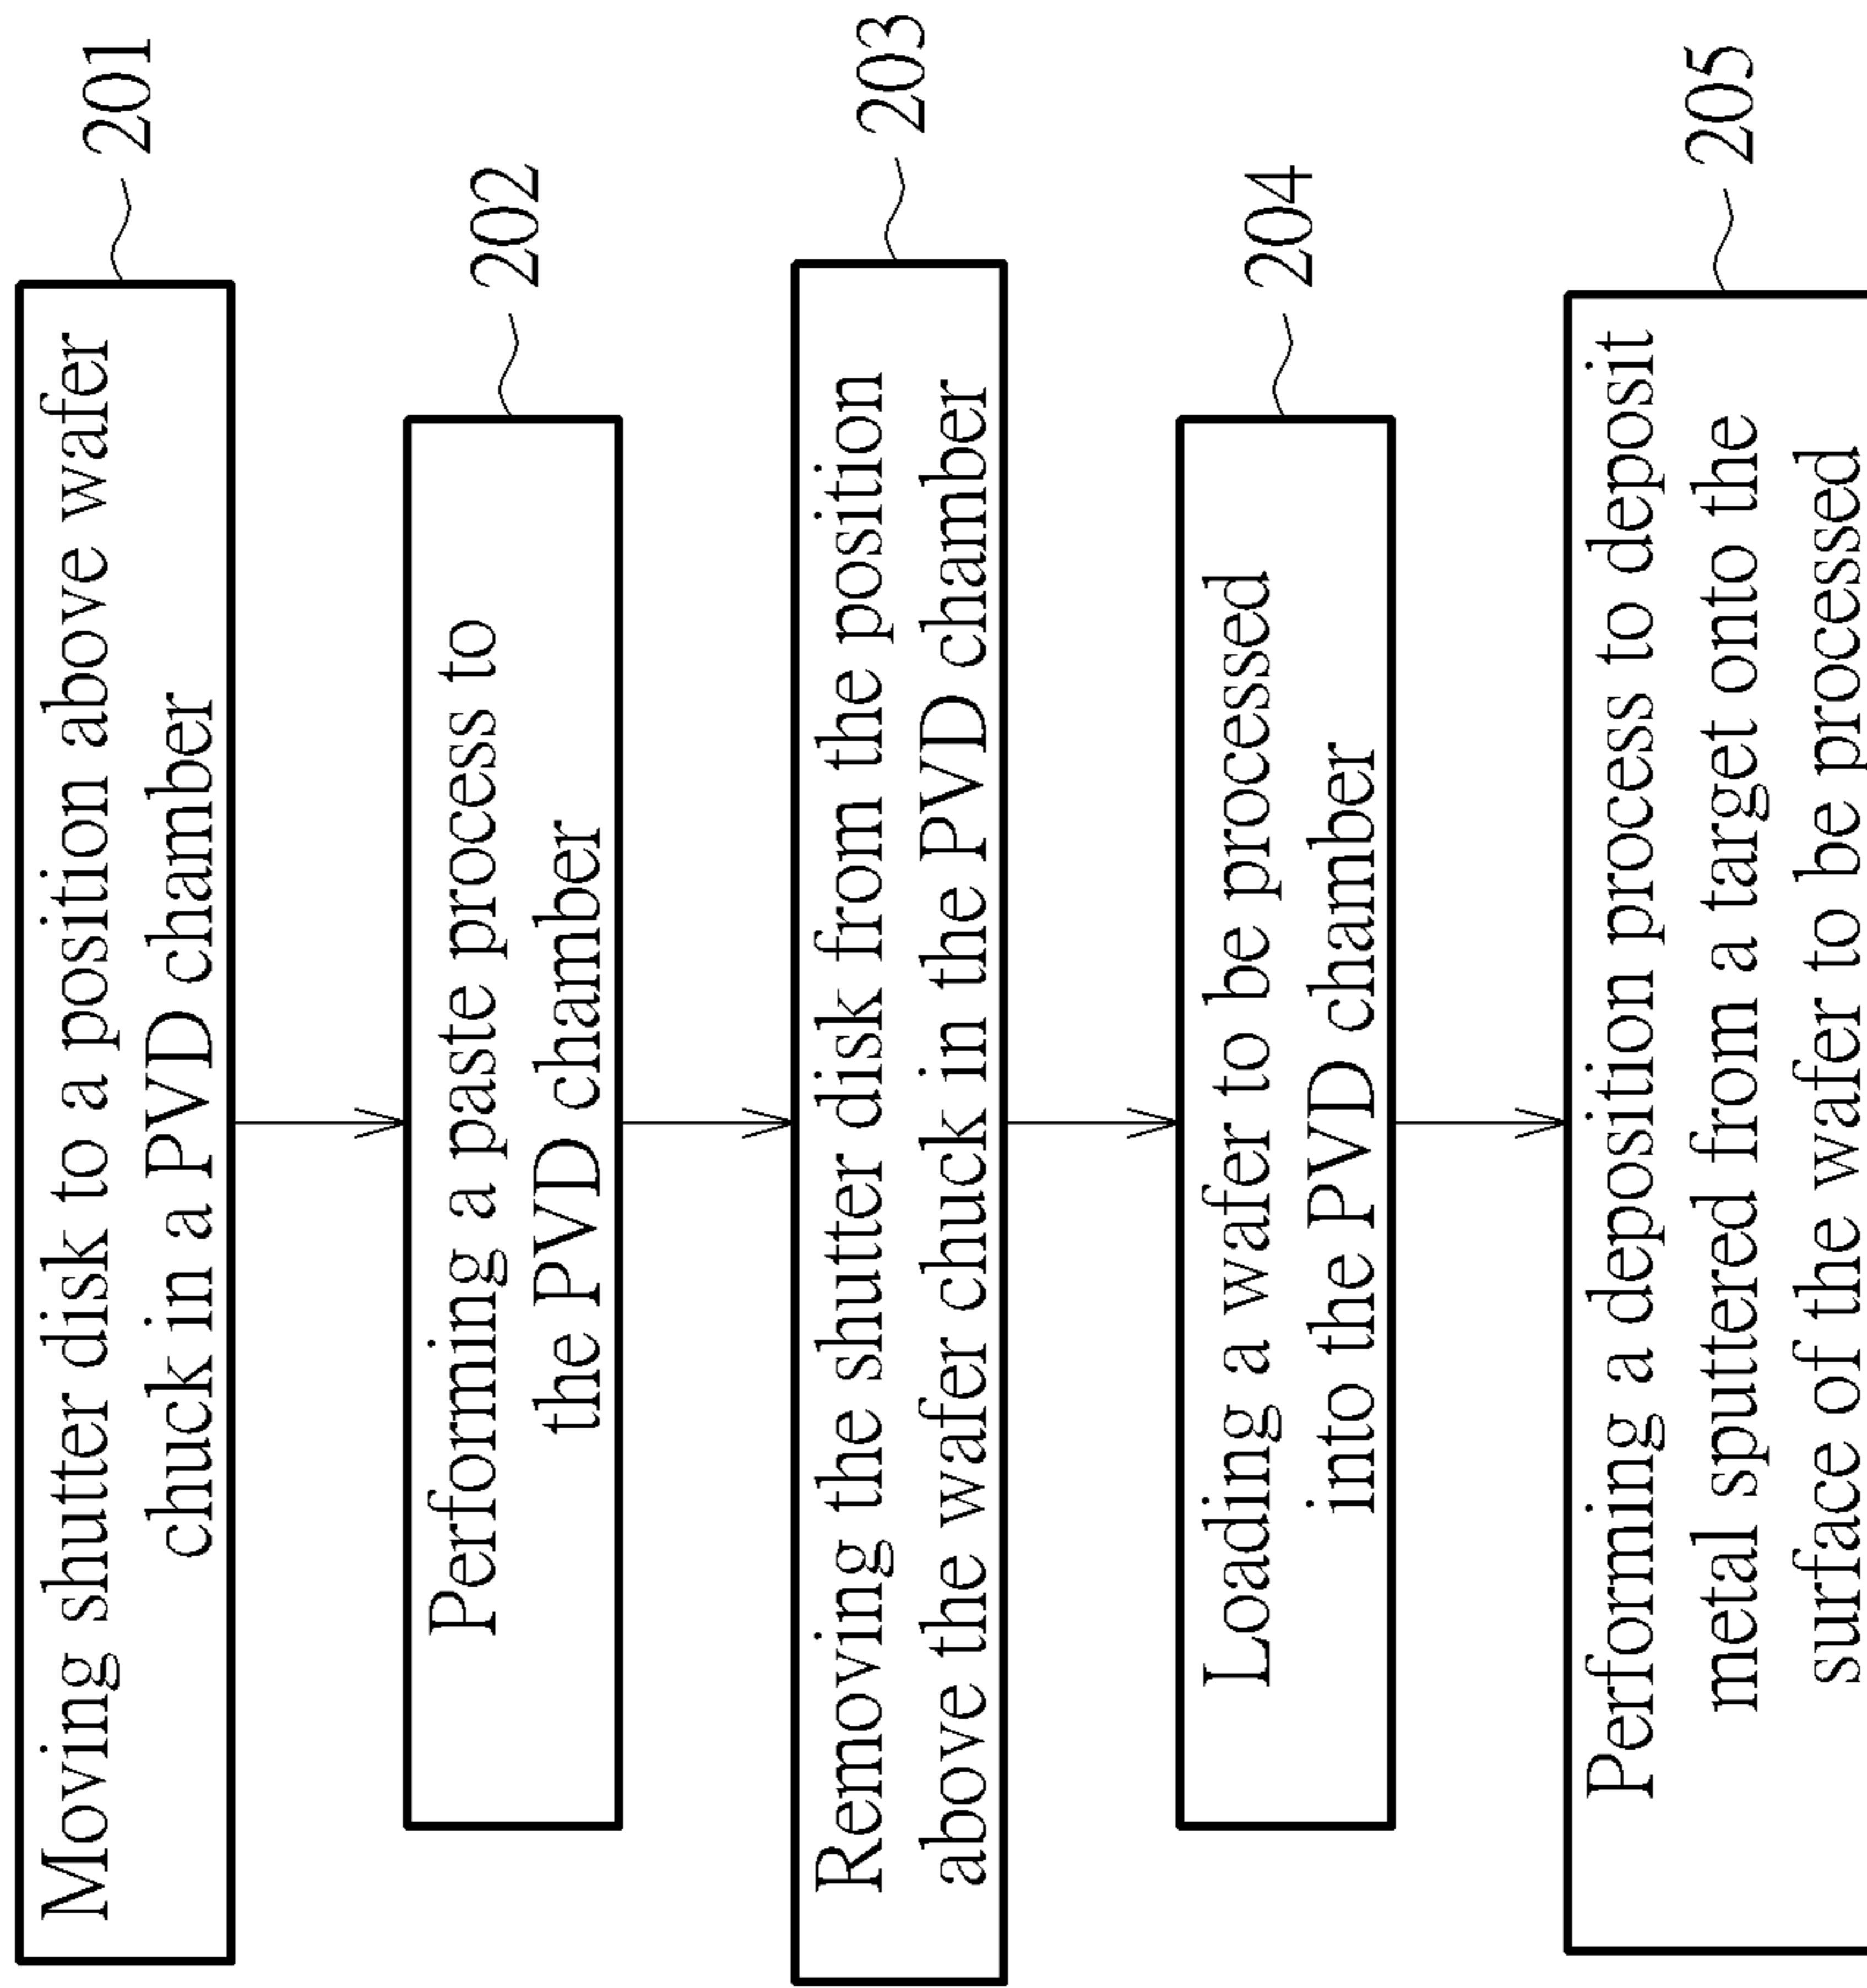 Moving shutter disk to a position above wafer
chuck in a PVD chamber
201
Performing a paste process to
the PVD chamber
202
Removing the shutter disk from the position
above the wafer chuck in the PVD chamber
203
Loading a wafer to be processed
into the PVD chamber
204
Performing a deposition process to deposit
metal sputtered from a target onto the
surface of the wafer to be processed
205